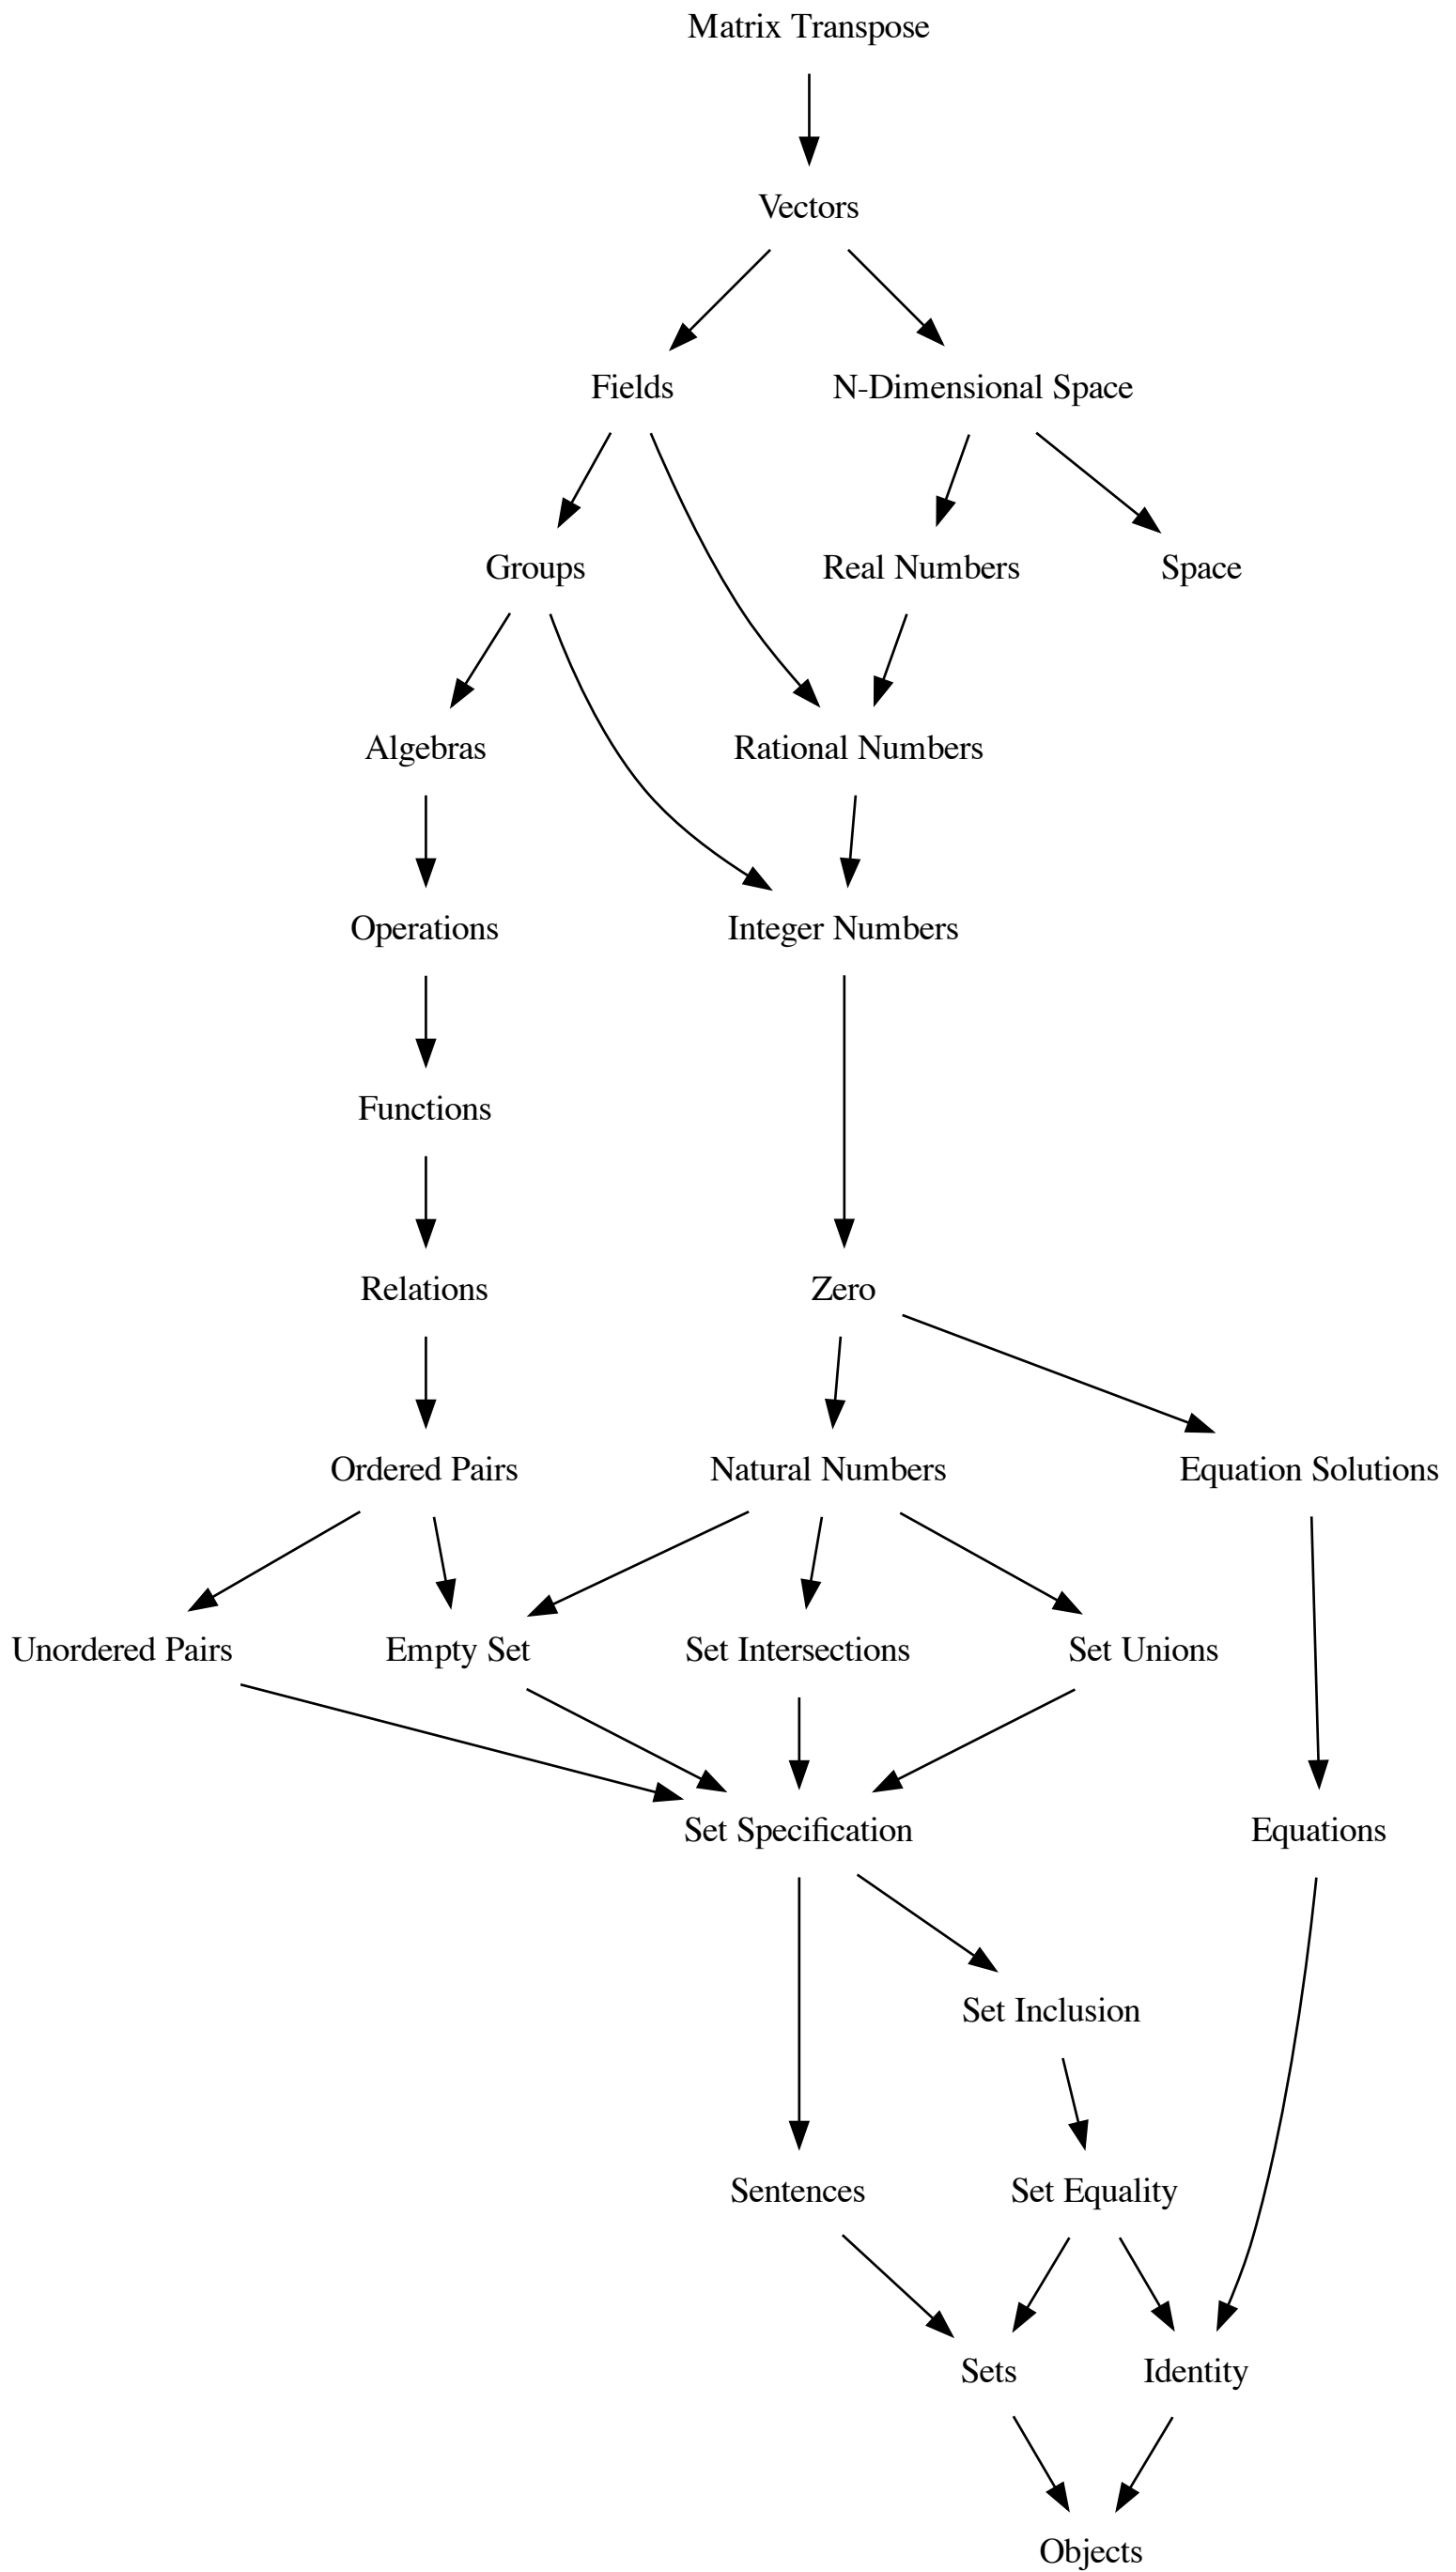 Matrix Transpose
Vectors
Fields
N-Dimensional Space
Groups
Real Numbers
Space
Algebras
Rational Numbers
Operations
Integer Numbers
Functions
Relations
Zero
Ordered Pairs
Natural Numbers
Equation Solutions
Unordered Pairs
Empty Set
Set Intersections
Set Unions
Set Specification
Equations
Set Inclusion
Sentences
Set Equality
Sets
Identity
Objects